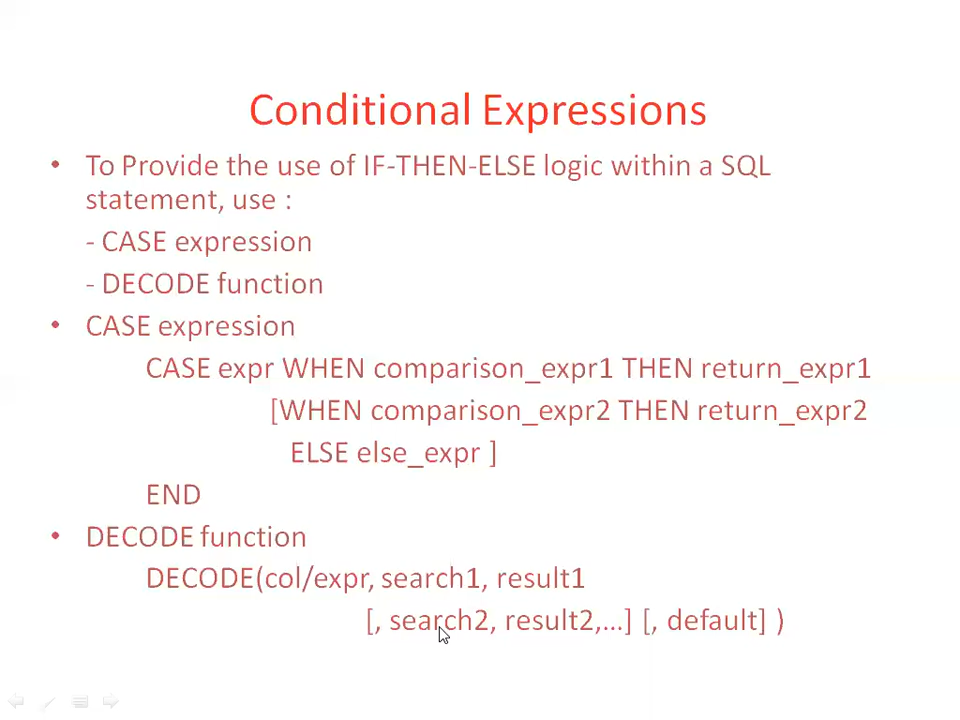 Conditional Expressions
• To Provide the use of IF-THEN-ELSE logic within a SQL
statement, use :
- CASE expression
- DECODE function
• CASE expression
CASE expr WHEN comparison_expr1 THEN return_expr1
[WHEN comparison_expr2 THEN return_expr2
ELSE else_expr ]
END
• DECODE function
DECODE(col/expr, search1, result1
[, search2, result2,...] [, default] )